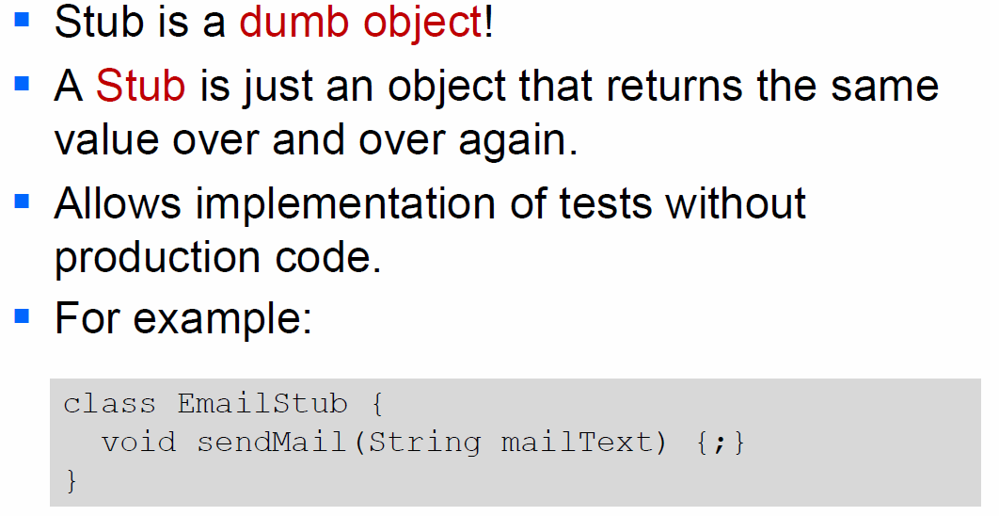 Stub is a dumb object!
A Stub is just an object that returns the same
value over and over again.
Allows implementation of tests without
production code.
For example:
class EmailStub {
  void sendMail(String mailText) {;}
}